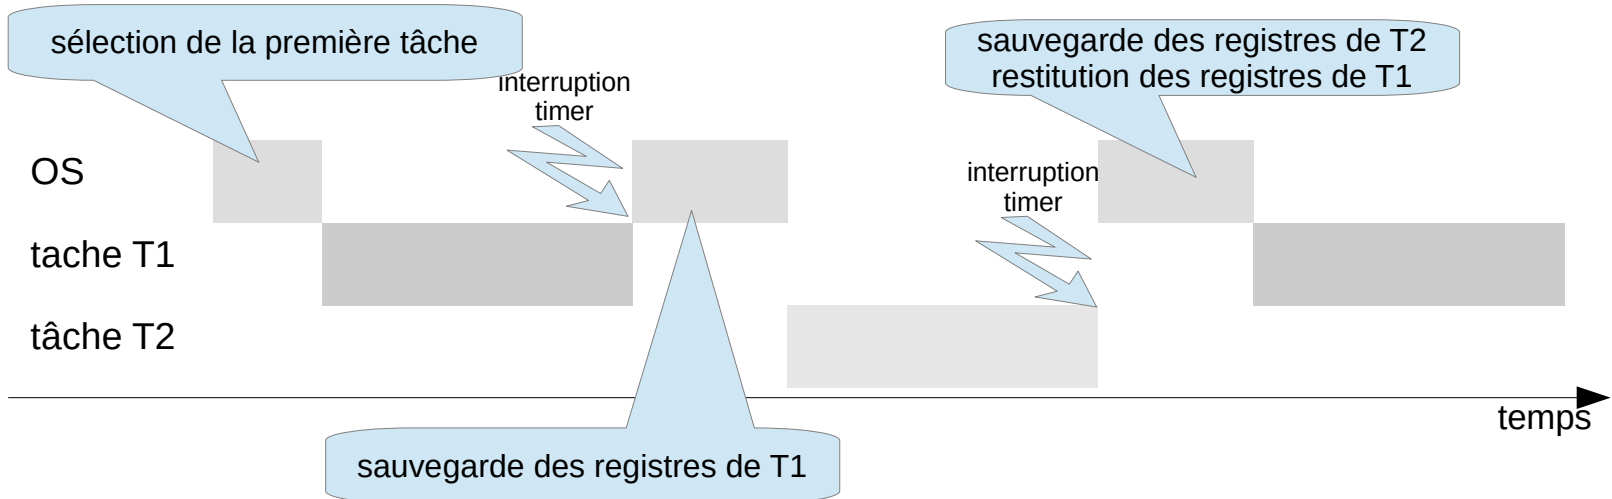 sélection de la première tâche
sauvegarde des registres de T2
restitution des registres de T1
interruption
timer
OS
interruption
timer
tache T1
tâche T2
temps
sauvegarde des registres de T1